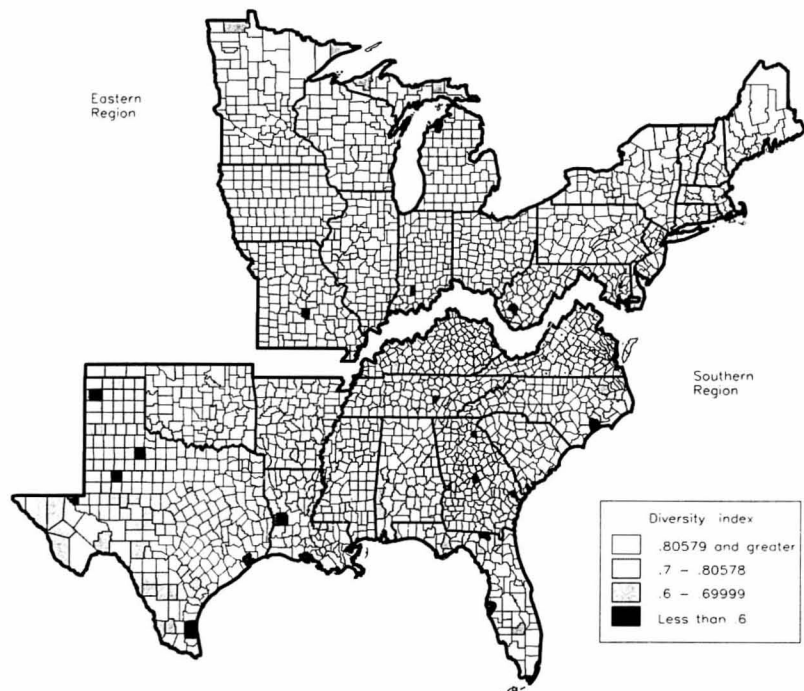 Eastern
Region
Southern
Region
Diversity index
.80579 and greater
.7 – .80578
.6 – .69999
Less than .6